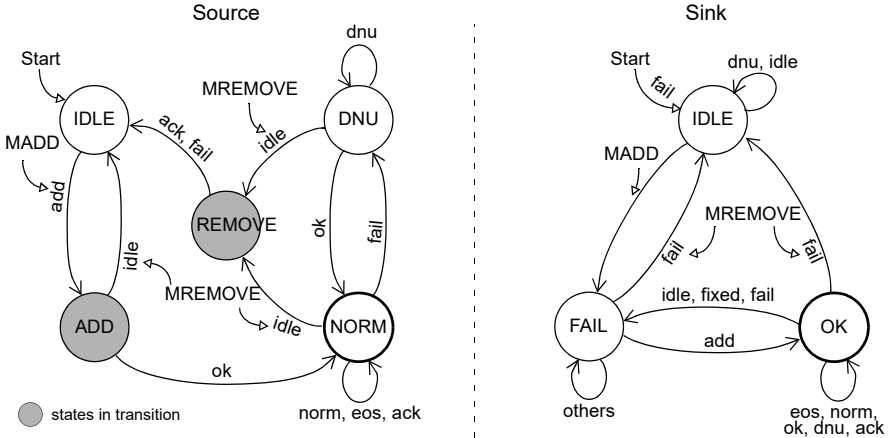 Source
Sink
dnu
Start
MREMOVE
Start
dnu, idle
fail
IDLE
ack, fail
idle
DNU
IDLE
MADD
add
MADD
REMOVE
ok
fail
MREMOVE
idle
fail
fail
MREMOVE
idle
idle, fixed, fail
ADD
NORM
FAIL
OK
add
ok
states in transition
norm, eos, ack
others
eos, norm,
ok, dnu, ack